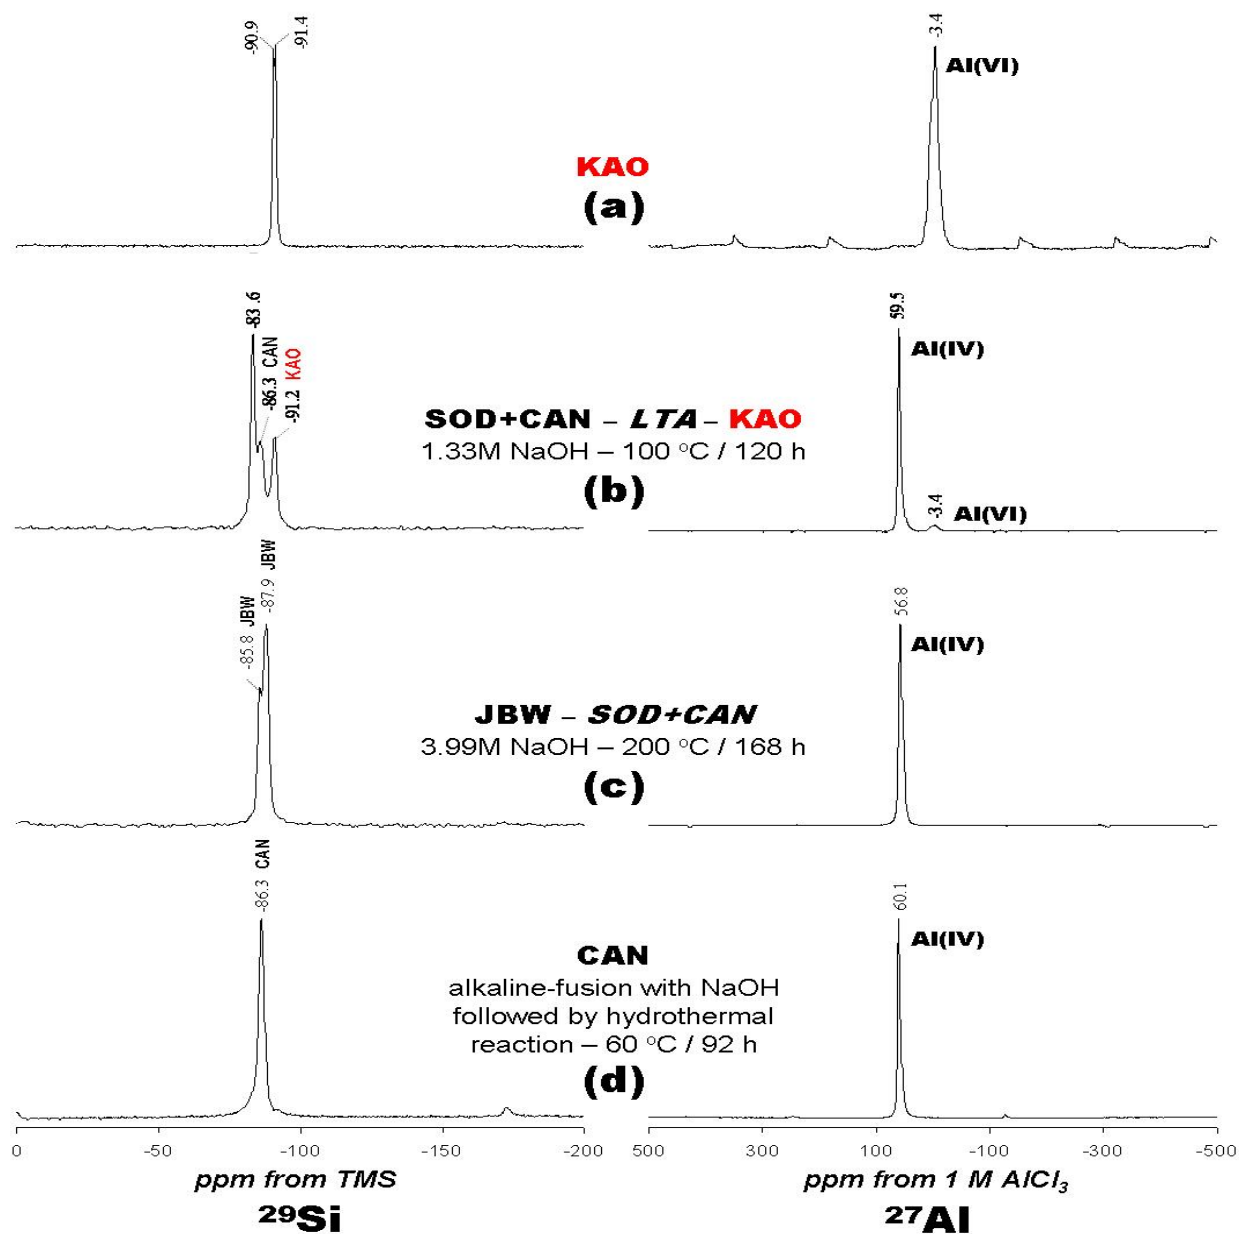 -90.9
-91.4
-3.4
Al(VI)
KAO
(a)
-83.6
-86.3 CAN
-91.2 KAO
59.5
Al(IV)
SOD+CAN – LTA – KAO
1.33M NaOH – 100 °C / 120 h
(b)
-3.4
Al(VI)
-85.8 JBW
-87.9 JBW
56.8
Al(IV)
JBW – SOD+CAN
3.99M NaOH – 200 °C / 168 h
(c)
-86.3 CAN
60.1
Al(IV)
CAN
alkaline-fusion with NaOH
followed by hydrothermal
reaction – 60 °C / 92 h
(d)
0 -50 -100 -150 -200
500 300 100 -100 -300 -500
ppm from TMS
ppm from 1 M AlCl₃
²⁹Si
²⁷Al